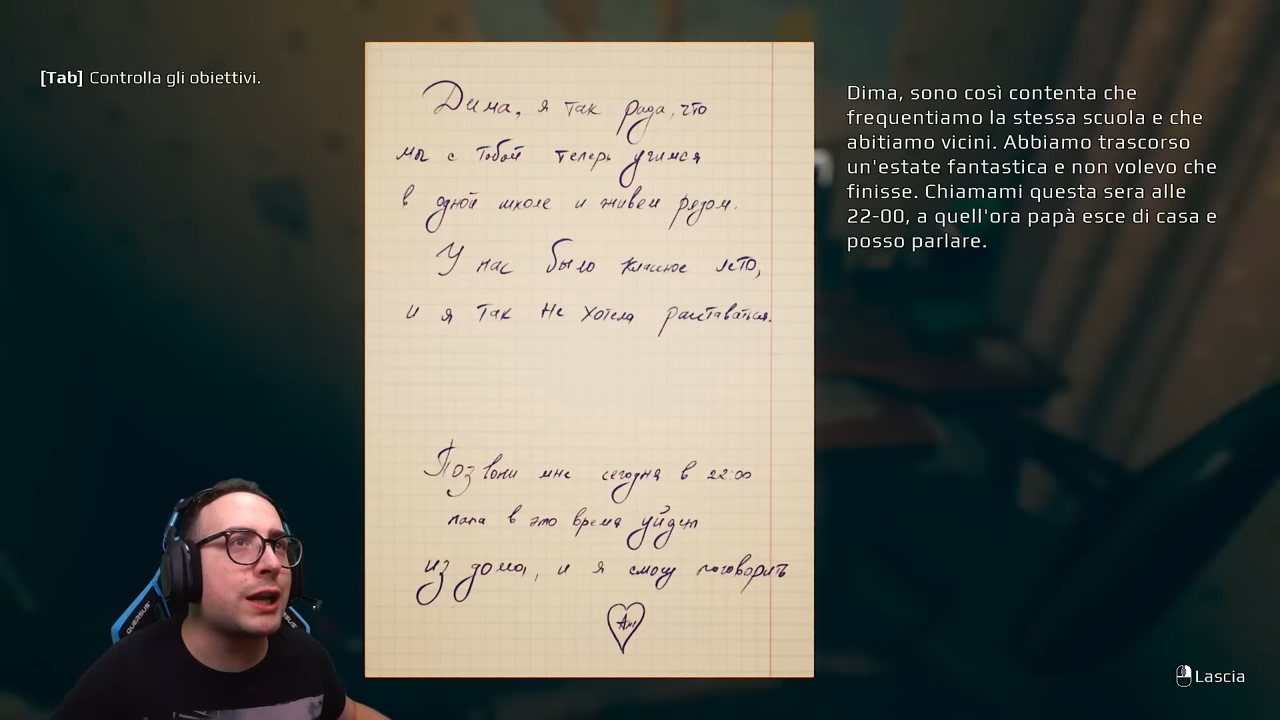 [Tab] Controlla gli obiettivi.
Дима, я так рада, что
мы с тобой теперь учимся
в одной школе и живем рядом.
У нас было классное лето,
и я так не хотела расставаться.
Позвони мне сегодня в 22:00
папа в это время уйдет
из дома, и я смогу поговорить
Dima, sono così contenta che
frequentiamo la stessa scuola e che
abitiamo vicini. Abbiamo trascorso
un'estate fantastica e non volevo che
finisse. Chiamami questa sera alle
22-00, a quell'ora papà esce di casa e
posso parlare.
Lascia